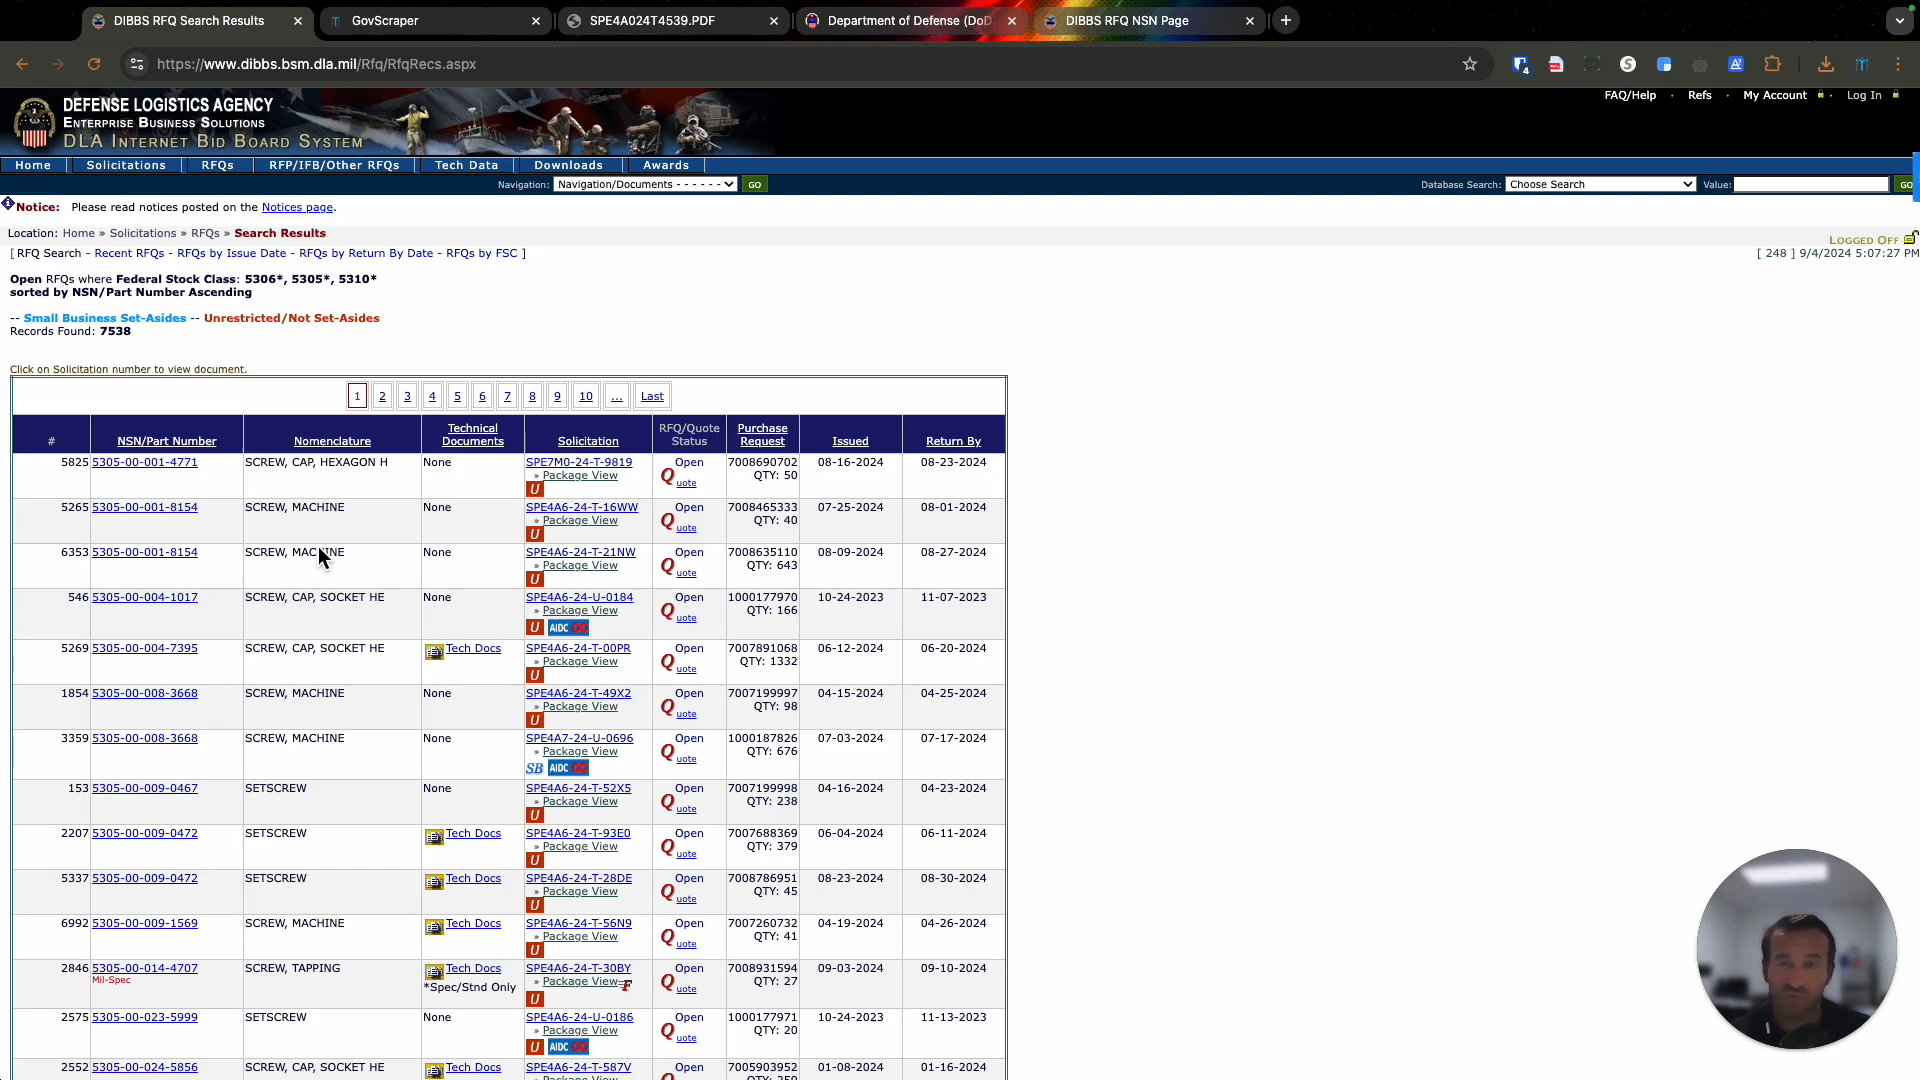 DIBBS RFQ Search Results
GovScraper
SPE4A024T4539.PDF
Department of Defense (DoD
DIBBS RFQ NSN Page
https://www.dibbs.bsm.dla.mil/Rfq/RfqRecs.aspx
FAQ/Help · Refs · My Account · Log In
DEFENSE LOGISTICS AGENCY
ENTERPRISE BUSINESS SOLUTIONS
DLA INTERNET BID BOARD SYSTEM
Home Solicitations RFQs RFP/IFB/Other RFQs Tech Data Downloads Awards
Navigation: Navigation/Documents - - - - - - GO Database Search: Choose Search Value: GO
Notice: Please read notices posted on the Notices page.
Location: Home » Solicitations » RFQs » Search Results
LOGGED OFF
[ RFQ Search - Recent RFQs - RFQs by Issue Date - RFQs by Return By Date - RFQs by FSC ]
[ 248 ] 9/4/2024 5:07:27 PM
Open RFQs where Federal Stock Class: 5306*, 5305*, 5310*
sorted by NSN/Part Number Ascending
-- Small Business Set-Asides -- Unrestricted/Not Set-Asides
Records Found: 7538
Click on Solicitation number to view document.
1 2 3 4 5 6 7 8 9 10 ... Last
# NSN/Part Number Nomenclature Technical Documents Solicitation RFQ/Quote Status Purchase Request Issued Return By
5825 5305-00-001-4771 SCREW, CAP, HEXAGON H None SPE7M0-24-T-9819 Open 7008690702 08-16-2024 08-23-2024
» Package View Quote QTY: 50
U
5265 5305-00-001-8154 SCREW, MACHINE None SPE4A6-24-T-16WW Open 7008465333 07-25-2024 08-01-2024
» Package View Quote QTY: 40
U
6353 5305-00-001-8154 SCREW, MACHINE None SPE4A6-24-T-21NW Open 7008635110 08-09-2024 08-27-2024
» Package View Quote QTY: 643
U
546 5305-00-004-1017 SCREW, CAP, SOCKET HE None SPE4A6-24-U-0184 Open 1000177970 10-24-2023 11-07-2023
» Package View Quote QTY: 166
U AIDC
5269 5305-00-004-7395 SCREW, CAP, SOCKET HE Tech Docs SPE4A6-24-T-00PR Open 7007891068 06-12-2024 06-20-2024
» Package View Quote QTY: 1332
U
1854 5305-00-008-3668 SCREW, MACHINE None SPE4A6-24-T-49X2 Open 7007199997 04-15-2024 04-25-2024
» Package View Quote QTY: 98
U
3359 5305-00-008-3668 SCREW, MACHINE None SPE4A7-24-U-0696 Open 1000187826 07-03-2024 07-17-2024
» Package View Quote QTY: 676
SB AIDC
153 5305-00-009-0467 SETSCREW None SPE4A6-24-T-52X5 Open 7007199998 04-16-2024 04-23-2024
» Package View Quote QTY: 238
U
2207 5305-00-009-0472 SETSCREW Tech Docs SPE4A6-24-T-93E0 Open 7007688369 06-04-2024 06-11-2024
» Package View Quote QTY: 379
U
5337 5305-00-009-0472 SETSCREW Tech Docs SPE4A6-24-T-28DE Open 7008786951 08-23-2024 08-30-2024
» Package View Quote QTY: 45
U
6992 5305-00-009-1569 SCREW, MACHINE Tech Docs SPE4A6-24-T-56N9 Open 7007260732 04-19-2024 04-26-2024
» Package View Quote QTY: 41
U
2846 5305-00-014-4707 SCREW, TAPPING Tech Docs SPE4A6-24-T-30BY Open 7008931594 09-03-2024 09-10-2024
Mil-Spec *Spec/Stnd Only » Package View F Quote QTY: 27
U
2575 5305-00-023-5999 SETSCREW None SPE4A6-24-U-0186 Open 1000177971 10-24-2023 11-13-2023
» Package View Quote QTY: 20
U AIDC
2552 5305-00-024-5856 SCREW, CAP, SOCKET HE Tech Docs SPE4A6-24-T-587V Open 7005903952 01-08-2024 01-16-2024